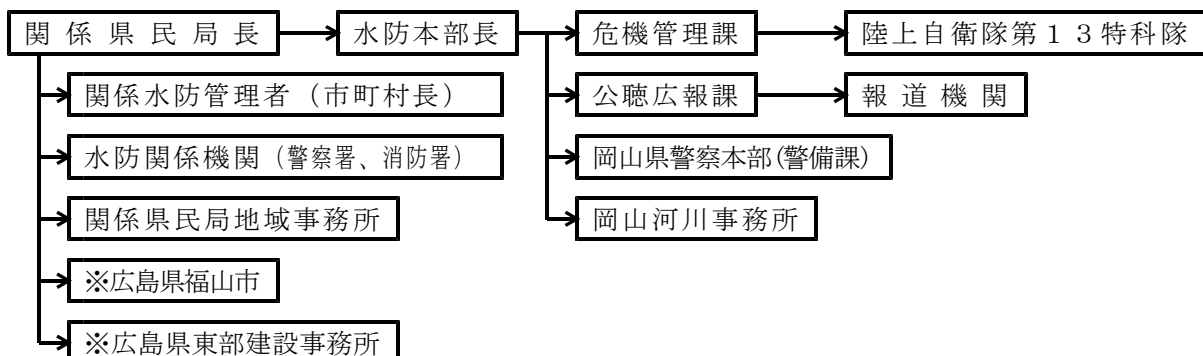 関係県民局長 水防本部長 危機管理課 陸上自衛隊第１３特科隊
関係水防管理者（市町村長） 公聴広報課 報道機関
水防関係機関（警察署、消防署） 岡山県警察本部(警備課)
関係県民局地域事務所 岡山河川事務所
※広島県福山市
※広島県東部建設事務所